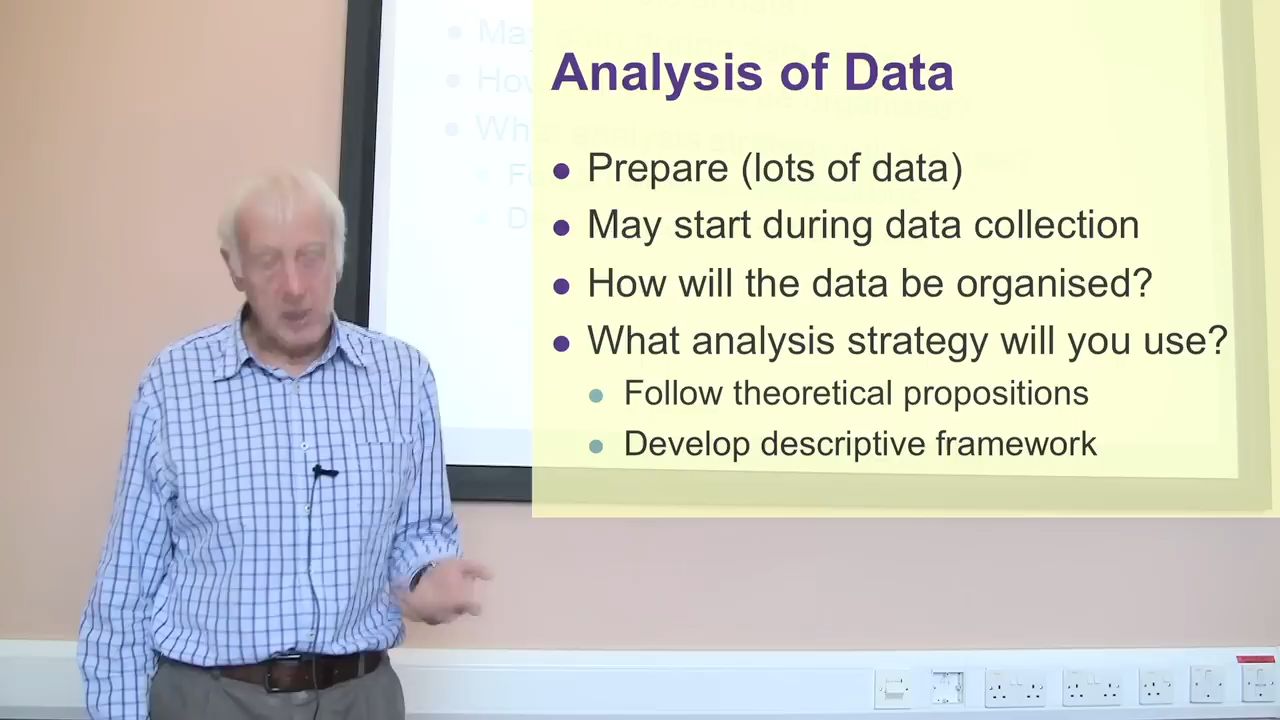 Analysis of Data
Prepare (lots of data)
May start during data collection
How will the data be organised?
What analysis strategy will you use?
Follow theoretical propositions
Develop descriptive framework